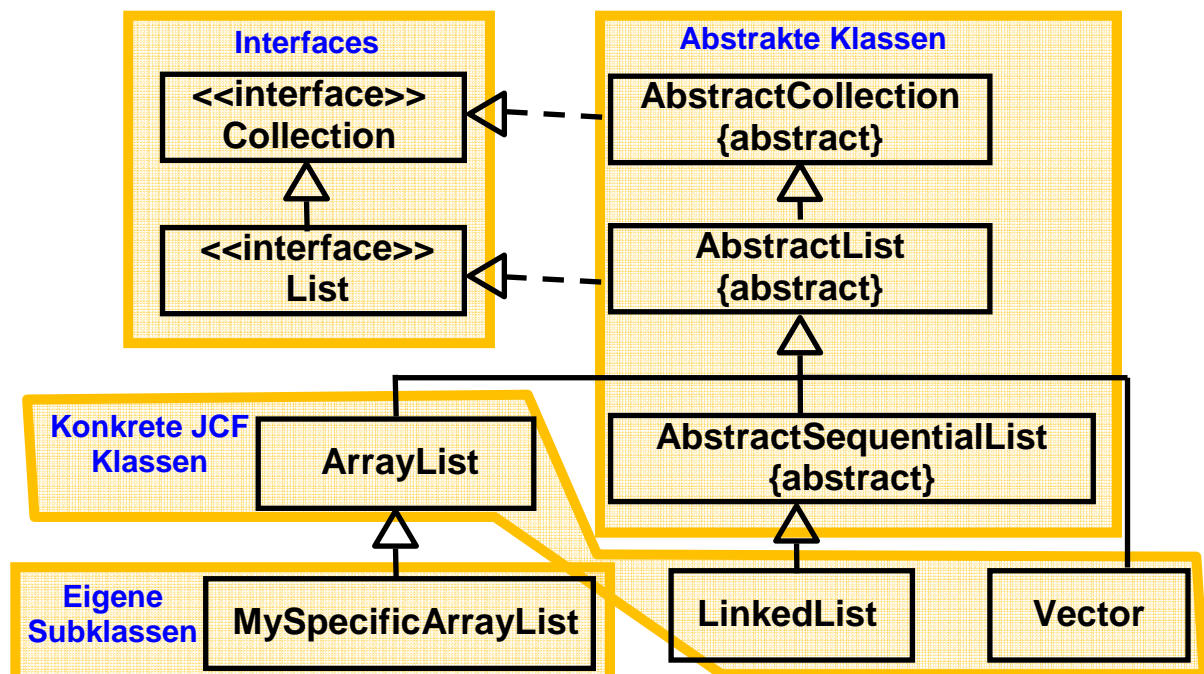 Interfaces
<<interface>>
Collection
<<interface>>
List
Abstrakte Klassen
AbstractCollection
{abstract}
AbstractList
{abstract}
AbstractSequentialList
{abstract}
Konkrete JCF
Klassen
ArrayList
LinkedList
Vector
Eigene
Subklassen
MySpecificArrayList